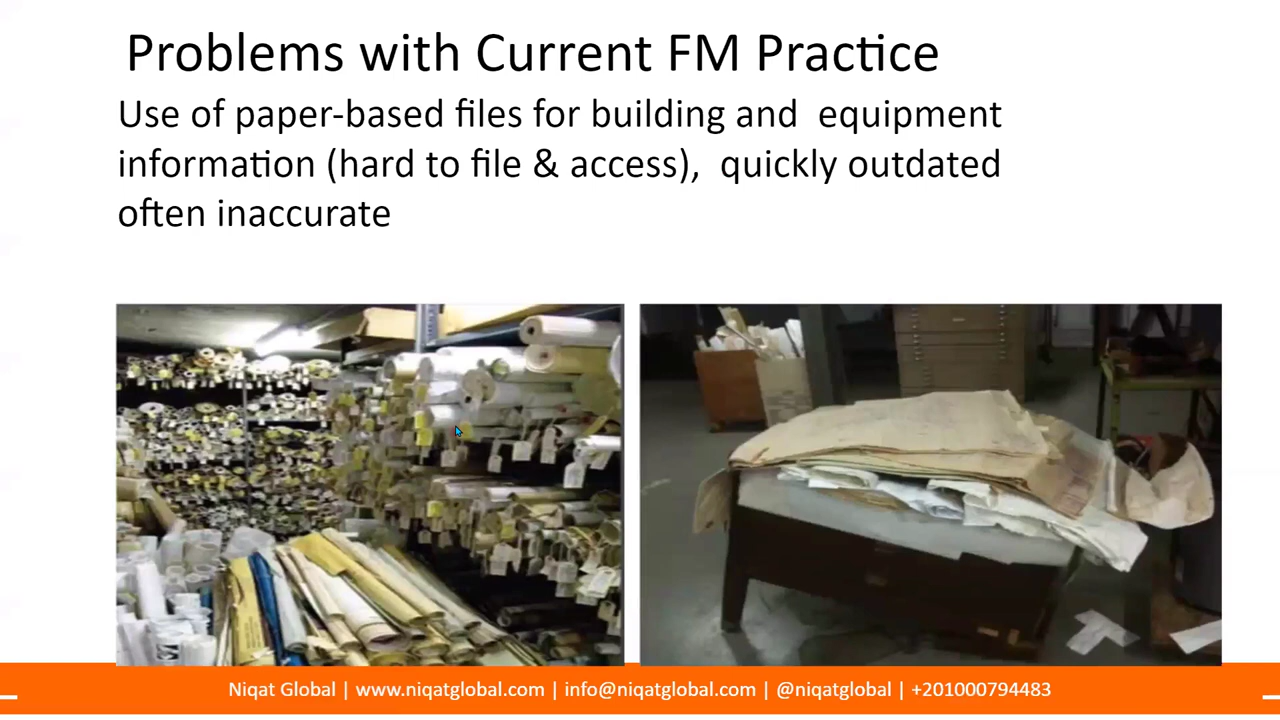 Problems with Current FM Practice
Use of paper-based files for building and equipment
information (hard to file & access), quickly outdated
often inaccurate
Niqat Global | www.niqatglobal.com | info@niqatglobal.com | @niqatglobal | +201000794483